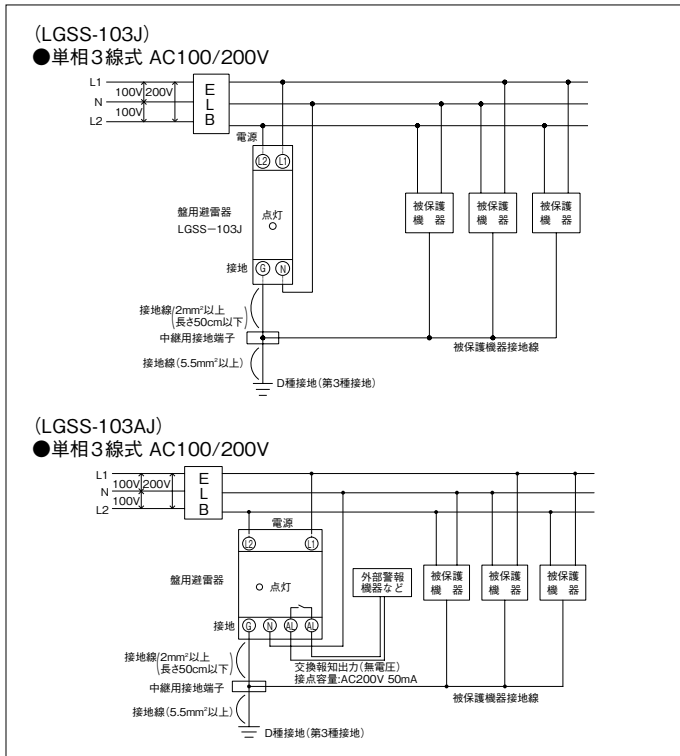 (LGSS-103J)
●単相3線式 AC100/200V
L1
100V 200V
N
100V
L2
E
L
B
電源
L2 L1
盤用避雷器
LGSS−103J
点灯
接地
G N
被保護
機 器
被保護
機 器
被保護
機 器
接地線/2mm²以上
(長さ50cm以下)
中継用接地端子
被保護機器接地線
接地線(5.5mm²以上)
D種接地(第3種接地)
(LGSS-103AJ)
●単相3線式 AC100/200V
L1
100V 200V
N
100V
L2
E
L
B
電源
L2 L1
盤用避雷器
点灯
外部警報
機器など
被保護
機 器
被保護
機 器
被保護
機 器
接地
G N AL AL
接地線/2mm²以上
(長さ50cm以下)
交換報知出力(無電圧)
接点容量:AC200V 50mA
中継用接地端子
被保護機器接地線
接地線(5.5mm²以上)
D種接地(第3種接地)